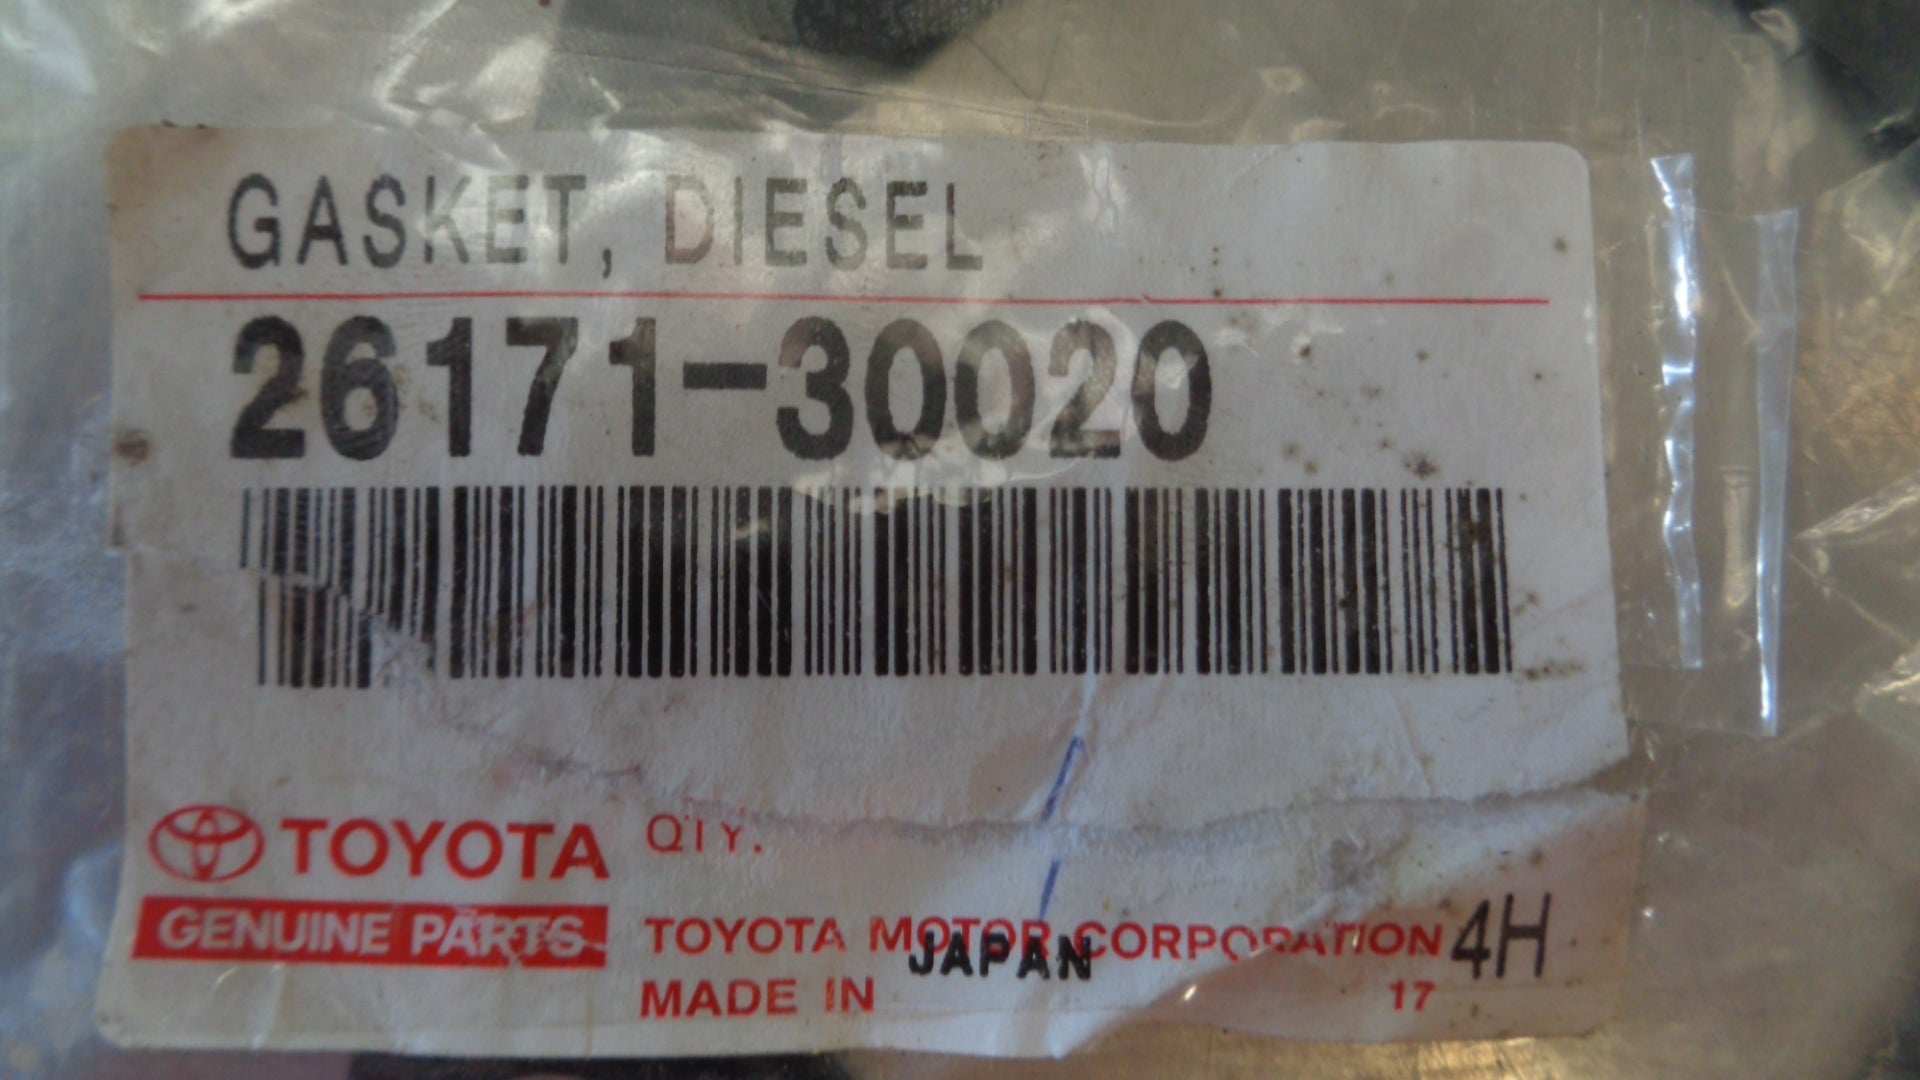 GASKET, DIESEL
26171-30020
TOYOTA QTY.
GENUINE PARTS
TOYOTA MOTOR CORPORATION 4H
MADE IN JAPAN 17